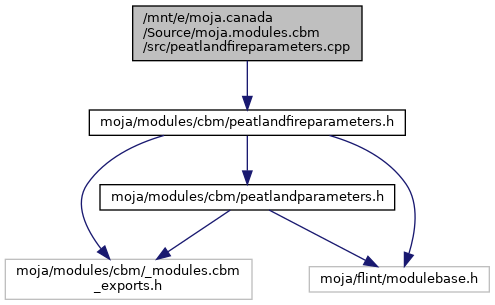 /mnt/e/moja.canada
/Source/moja.modules.cbm
/src/peatlandfireparameters.cpp
moja/modules/cbm/peatlandfireparameters.h
moja/modules/cbm/peatlandparameters.h
moja/modules/cbm/_modules.cbm
_exports.h
moja/flint/modulebase.h